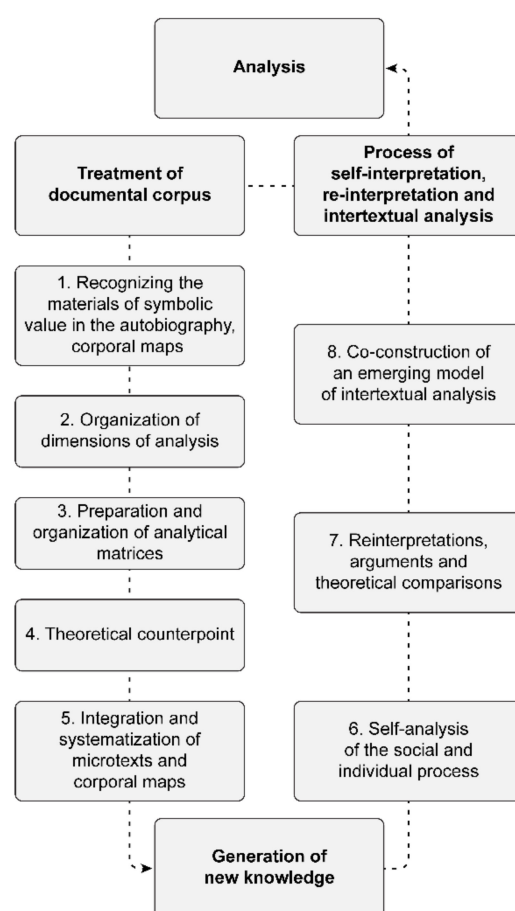 Analysis
Treatment of
documental corpus
1. Recognizing the
materials of symbolic
value in the autobiography,
corporal maps
2. Organization of
dimensions of analysis
3. Preparation and
organization of analytical
matrices
4. Theoretical counterpoint
5. Integration and
systematization of
microtexts and
corporal maps
Process of
self-interpretation,
re-interpretation and
intertextual analysis
8. Co-construction of
an emerging model
of intertextual analysis
7. Reinterpretations,
arguments and
theoretical comparisons
6. Self-analysis
of the social and
individual process
Generation of
new knowledge